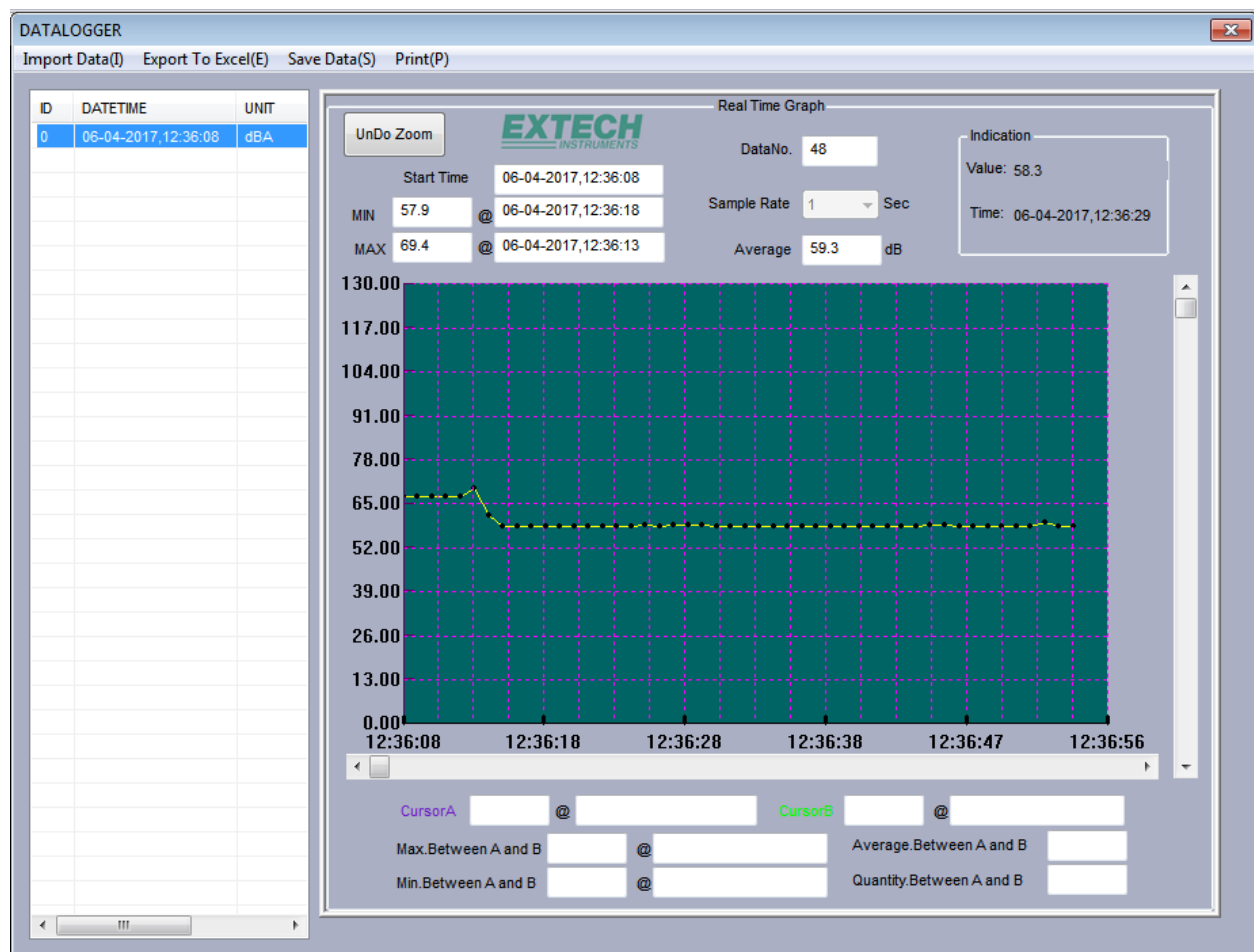 DATALOGGER
Import Data(I) Export To Excel(E) Save Data(S) Print(P)
ID DATETIME UNIT
0 06-04-2017,12:36:08 dBA
Real Time Graph
UnDo Zoom
EXTECH
INSTRUMENTS
DataNo. 48
Indication
Value: 58.3
Time: 06-04-2017,12:36:29
Start Time 06-04-2017,12:36:08
MIN 57.9 @ 06-04-2017,12:36:18
MAX 69.4 @ 06-04-2017,12:36:13
Sample Rate 1 Sec
Average 59.3 dB
130.00
117.00
104.00
91.00
78.00
65.00
52.00
39.00
26.00
13.00
0.00
12:36:08 12:36:18 12:36:28 12:36:38 12:36:47 12:36:56
CursorA @ CursorB @
Max.Between A and B @ Average.Between A and B
Min.Between A and B @ Quantity.Between A and B